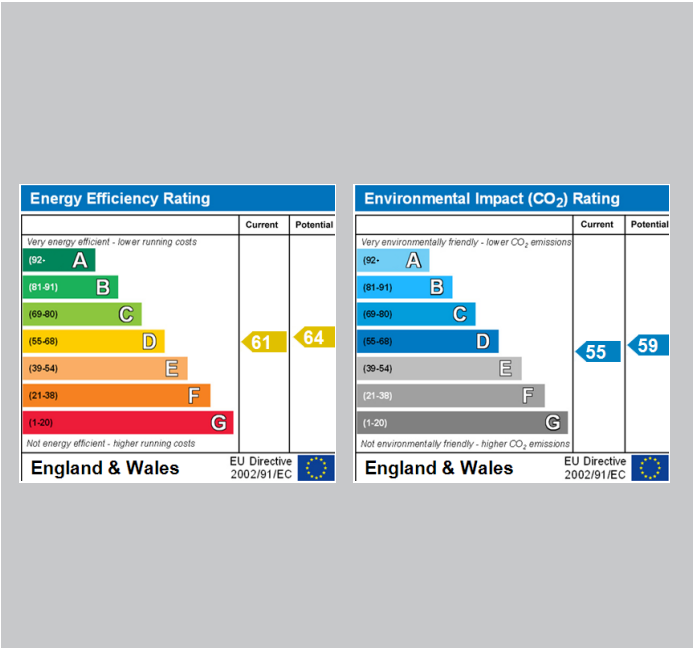 Energy Efficiency Rating
Current Potential
Very energy efficient - lower running costs
(92- A
(81-91) B
(69-80) C
(55-68) D
(39-54) E
(21-38) F
(1-20) G
61
64
Not energy efficient - higher running costs
England & Wales
EU Directive
2002/91/EC
Environmental Impact (CO2) Rating
Current Potential
Very environmentally friendly - lower CO2 emissions
(92- A
(81-91) B
(69-80) C
(55-68) D
(39-54) E
(21-38) F
(1-20) G
55
59
Not environmentally friendly - higher CO2 emissions
England & Wales
EU Directive
2002/91/EC